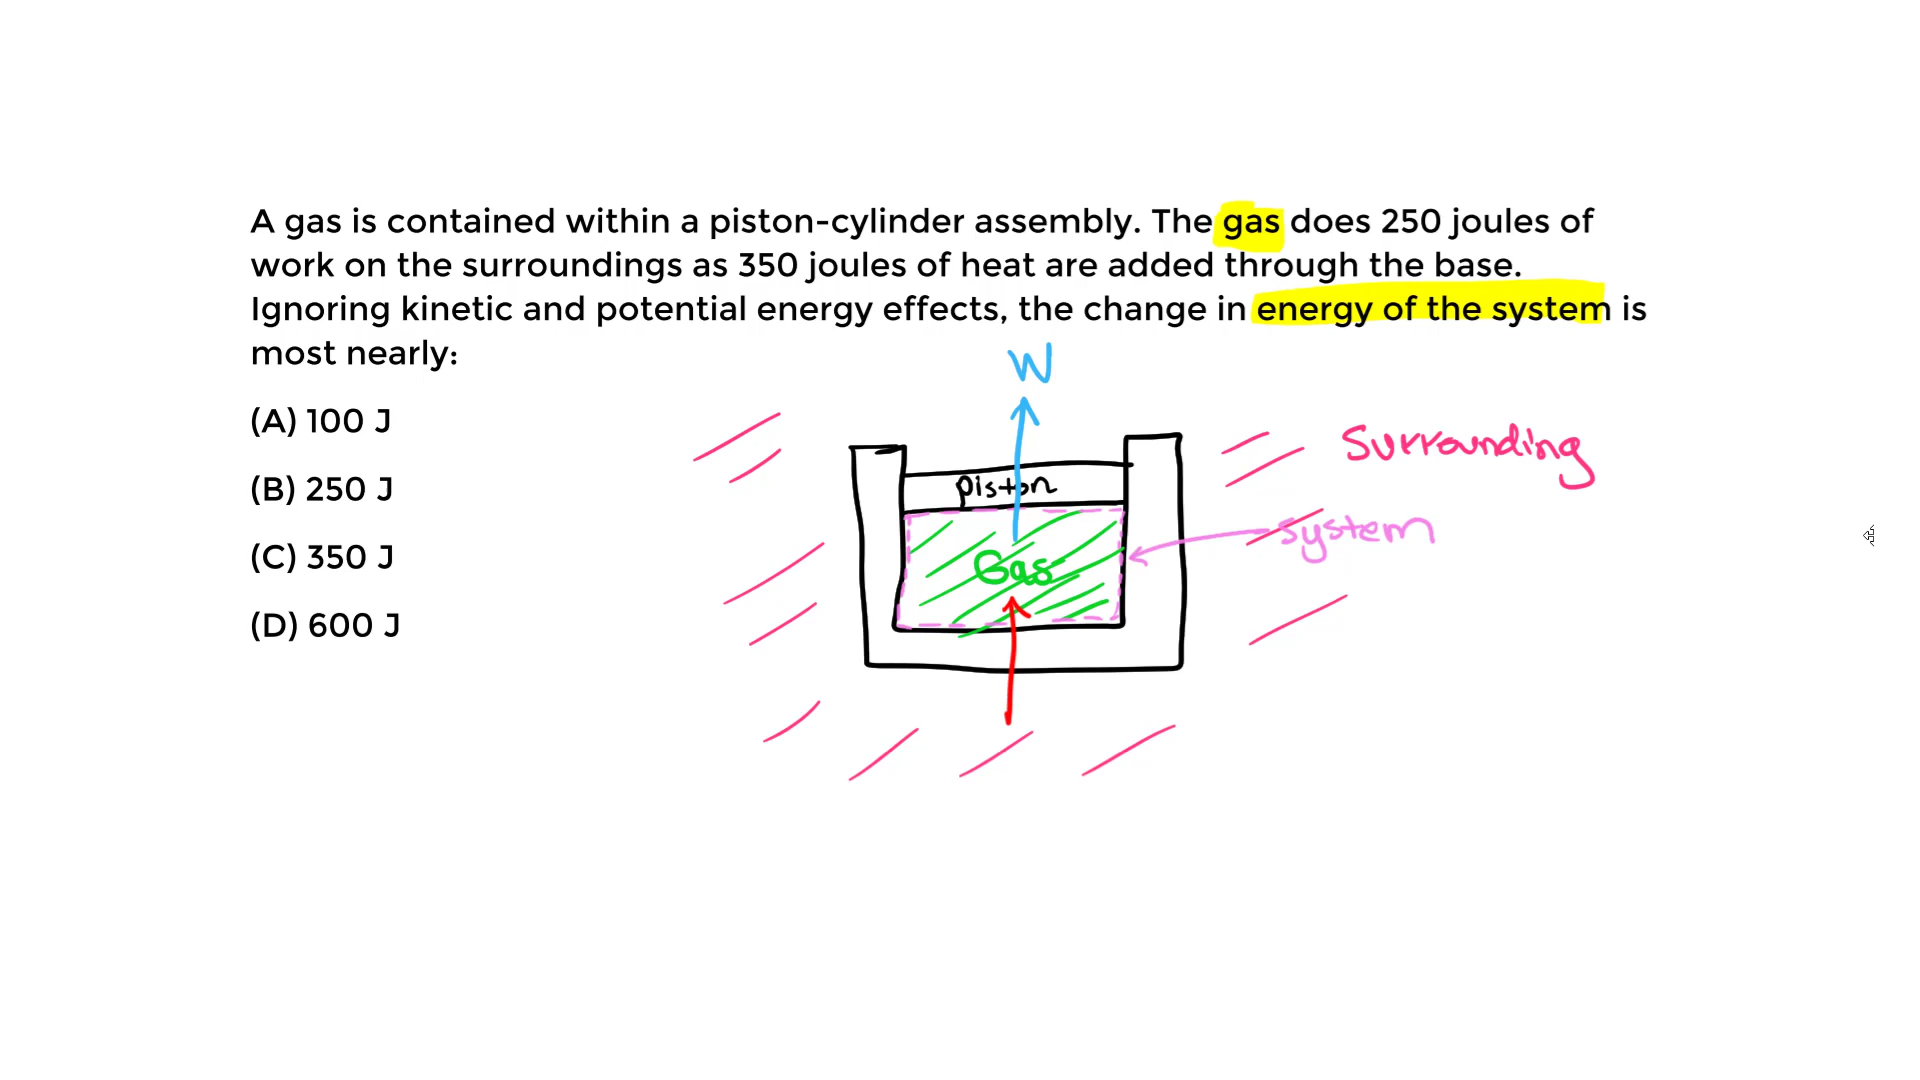 A gas is contained within a piston-cylinder assembly. The gas does 250 joules of
work on the surroundings as 350 joules of heat are added through the base.
Ignoring kinetic and potential energy effects, the change in energy of the system is
most nearly:
W
(A) 100 J
Surrounding
(B) 250 J
piston
system
(C) 350 J
Gas
(D) 600 J